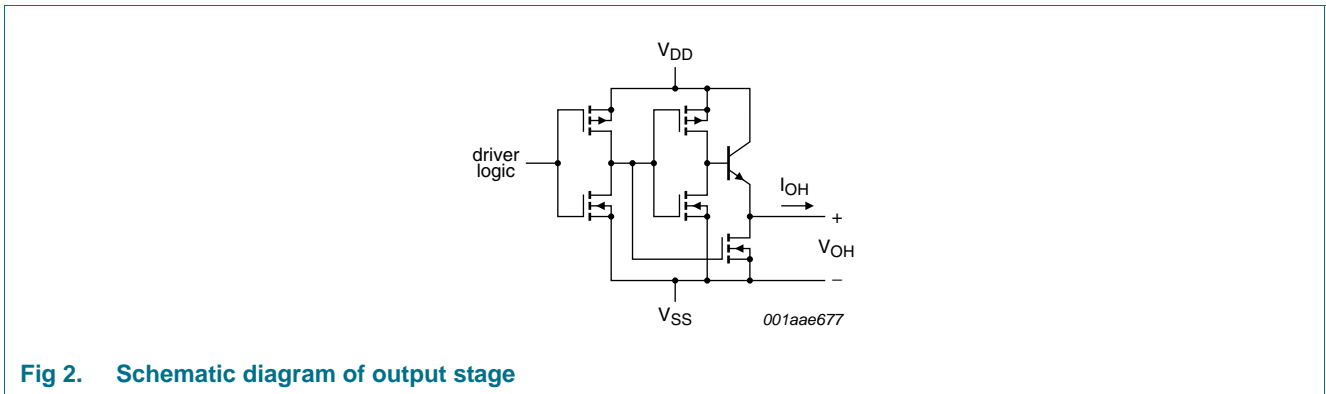 VDD
driver
logic
IOH
+
VOH
−
VSS
001aae677
Fig 2. Schematic diagram of output stage